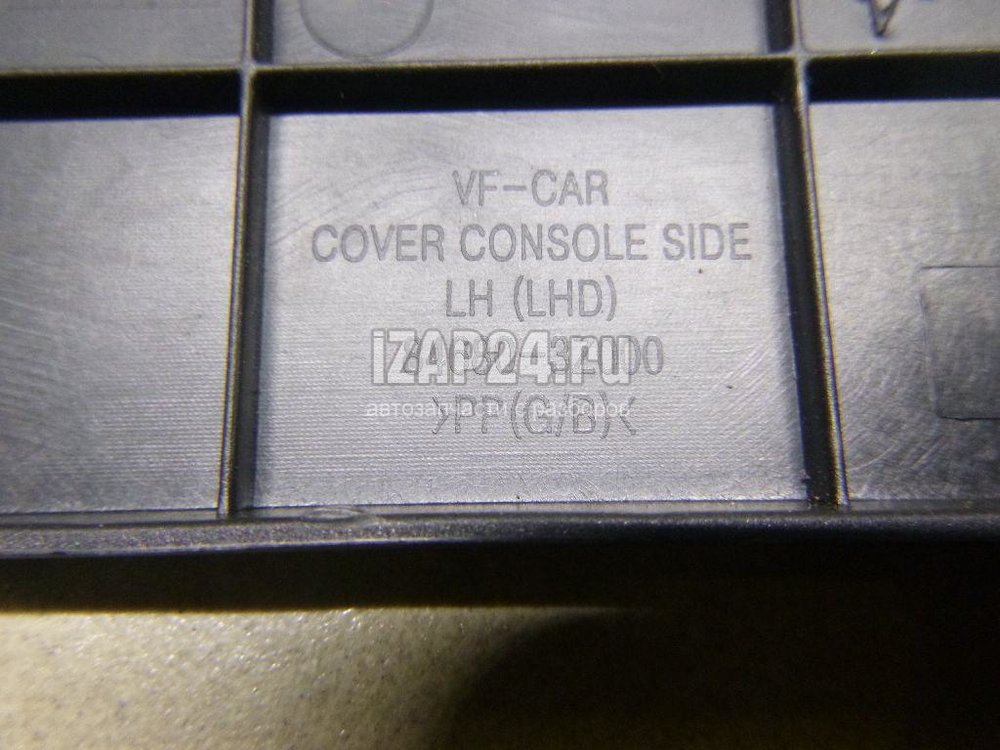 VF-CAR
COVER CONSOLE SIDE
LH (LHD)
iZAP24.ru
автозапчасти с разборов
>PP(G/B)<